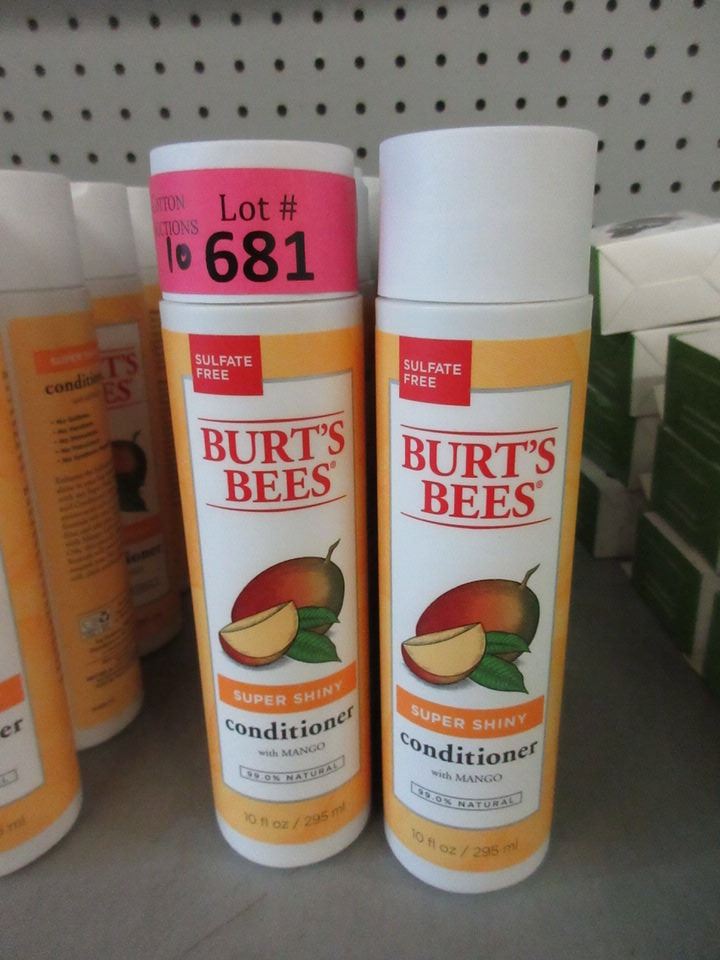 Lot #
10 681
SULFATE
FREE
BURT'S
BEES®
SUPER SHINY
conditioner
with MANGO
99.0% NATURAL
10 fl oz / 295 ml
SULFATE
FREE
BURT'S
BEES®
SUPER SHINY
conditioner
with MANGO
99.0% NATURAL
10 fl oz / 295 ml